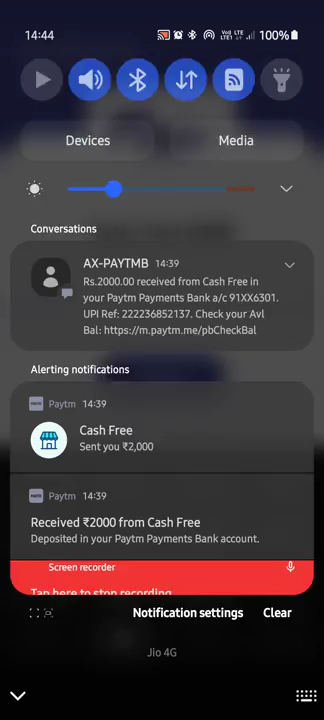 14:44
Vo) LTE
LTE1
100%
Devices
Media
Conversations
AX-PAYTMB 14:39
Rs.2000.00 received from Cash Free in
your Paytm Payments Bank a/c 91XX6301.
UPI Ref: 222236852137. Check your Avl
Bal: https://m.paytm.me/pbCheckBal
Alerting notifications
Paytm 14:39
Cash Free
Sent you ₹2,000
Paytm 14:39
Received ₹2000 from Cash Free
Deposited in your Paytm Payments Bank account.
Screen recorder
Tap here to stop recording
Notification settings
Clear
Jio 4G